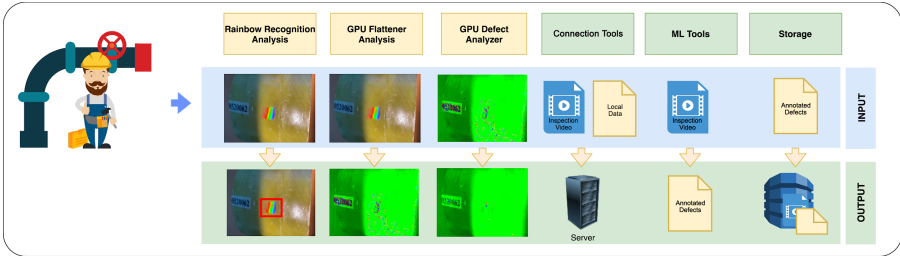 Rainbow Recognition
Analysis
GPU Flattener
Analysis
GPU Defect
Analyzer
Connection Tools
ML Tools
Storage
Inspection
Video
Local
Data
Inspection
Video
Annotated
Defects
INPUT
Server
Annotated
Defects
OUTPUT